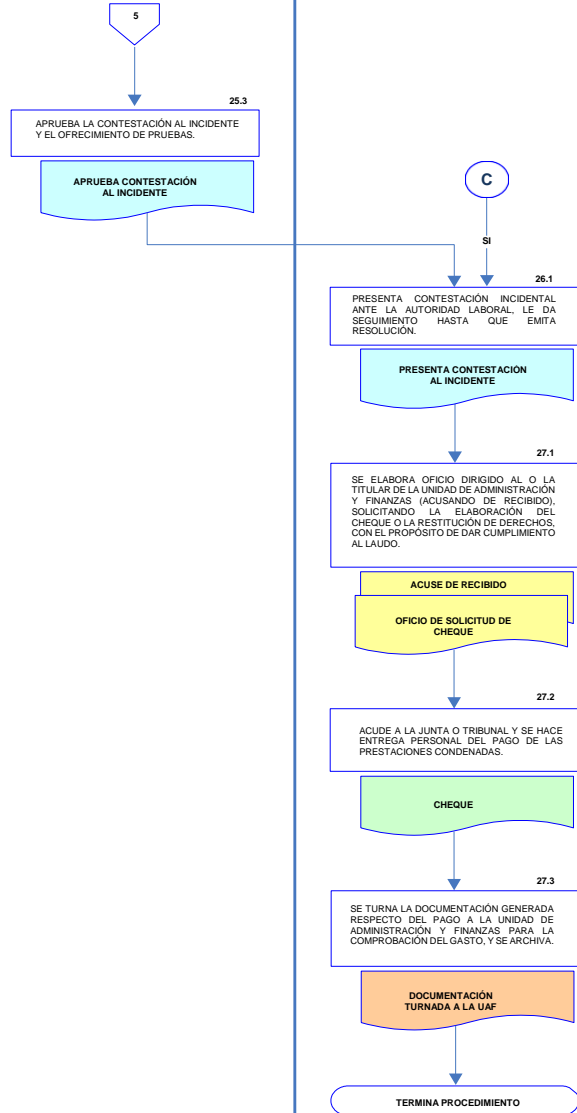 5
25.3
APRUEBA LA CONTESTACIÓN AL INCIDENTE
Y EL OFRECIMIENTO DE PRUEBAS.
APRUEBA CONTESTACIÓN
AL INCIDENTE
C
SI
26.1
PRESENTA CONTESTACIÓN INCIDENTAL
ANTE LA AUTORIDAD LABORAL, LE DA
SEGUIMIENTO HASTA QUE EMITA
RESOLUCIÓN.
PRESENTA CONTESTACIÓN
AL INCIDENTE
27.1
SE ELABORA OFICIO DIRIGIDO AL O LA
TITULAR DE LA UNIDAD DE ADMINISTRACIÓN
Y FINANZAS (ACUSANDO DE RECIBIDO),
SOLICITANDO LA ELABORACIÓN DEL
CHEQUE O LA RESTITUCIÓN DE DERECHOS,
CON EL PROPÓSITO DE DAR CUMPLIMIENTO
AL LAUDO.
ACUSE DE RECIBIDO
OFICIO DE SOLICITUD DE
CHEQUE
27.2
ACUDE A LA JUNTA O TRIBUNAL Y SE HACE
ENTREGA PERSONAL DEL PAGO DE LAS
PRESTACIONES CONDENADAS.
CHEQUE
27.3
SE TURNA LA DOCUMENTACIÓN GENERADA
RESPECTO DEL PAGO A LA UNIDAD DE
ADMINISTRACIÓN Y FINANZAS PARA LA
COMPROBACIÓN DEL GASTO, Y SE ARCHIVA.
DOCUMENTACIÓN
TURNADA A LA UAF
TERMINA PROCEDIMIENTO